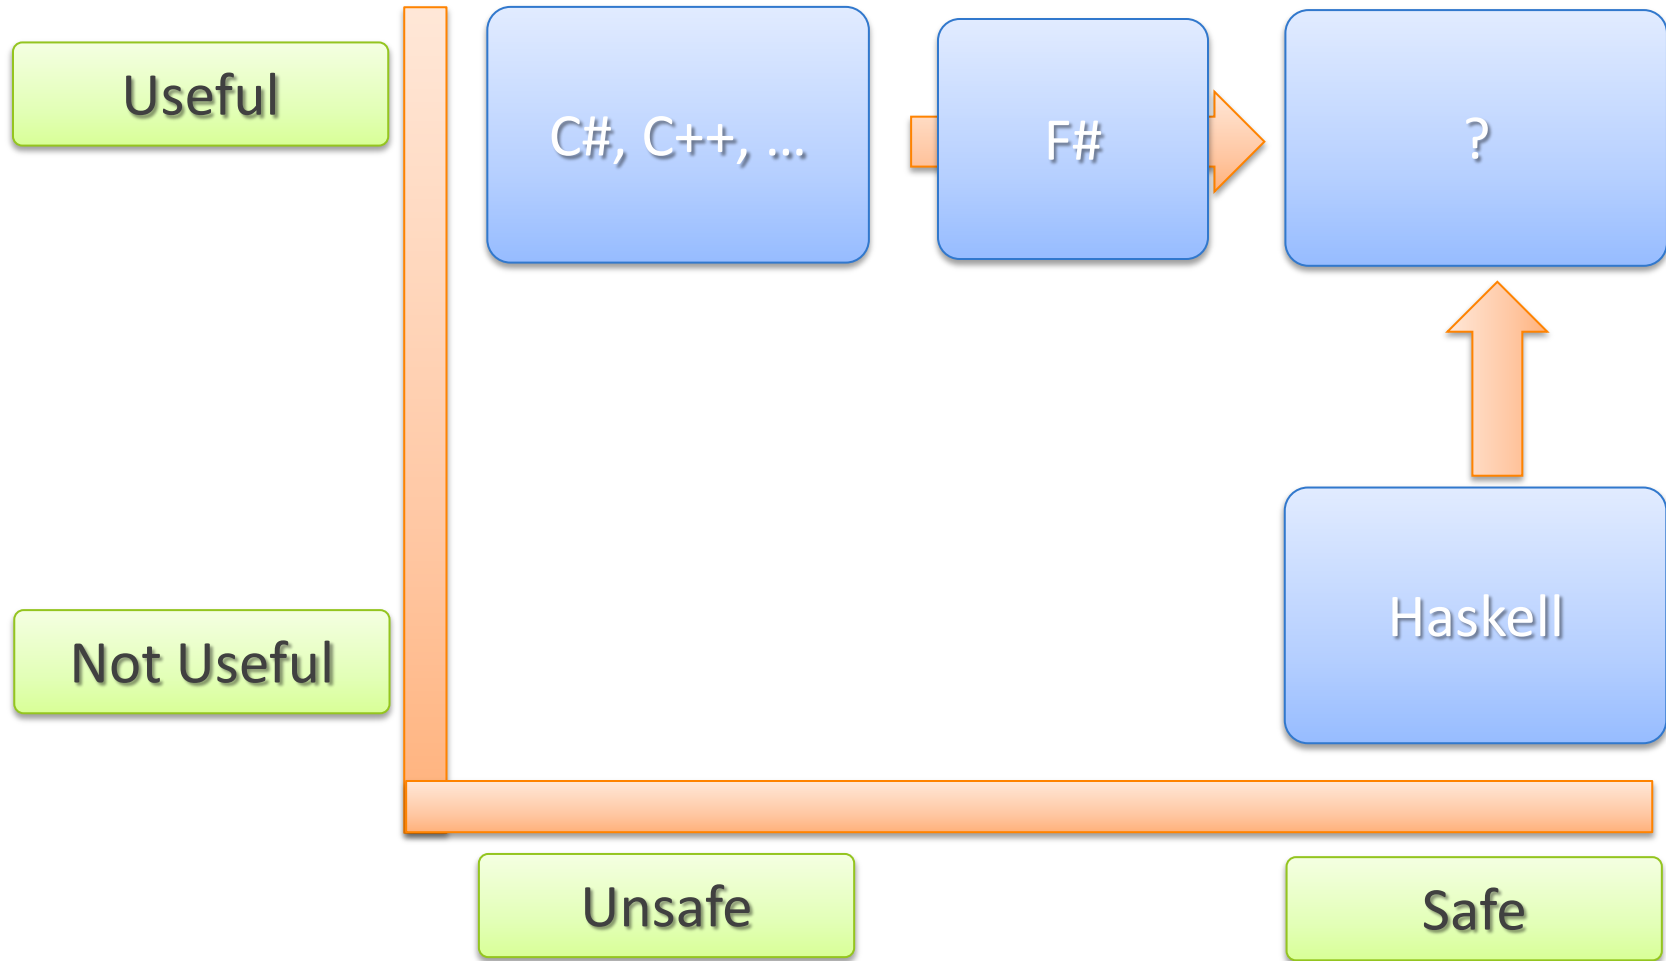 Useful
C#, C++, ...
F#
?
Not Useful
Haskell
Unsafe
Safe